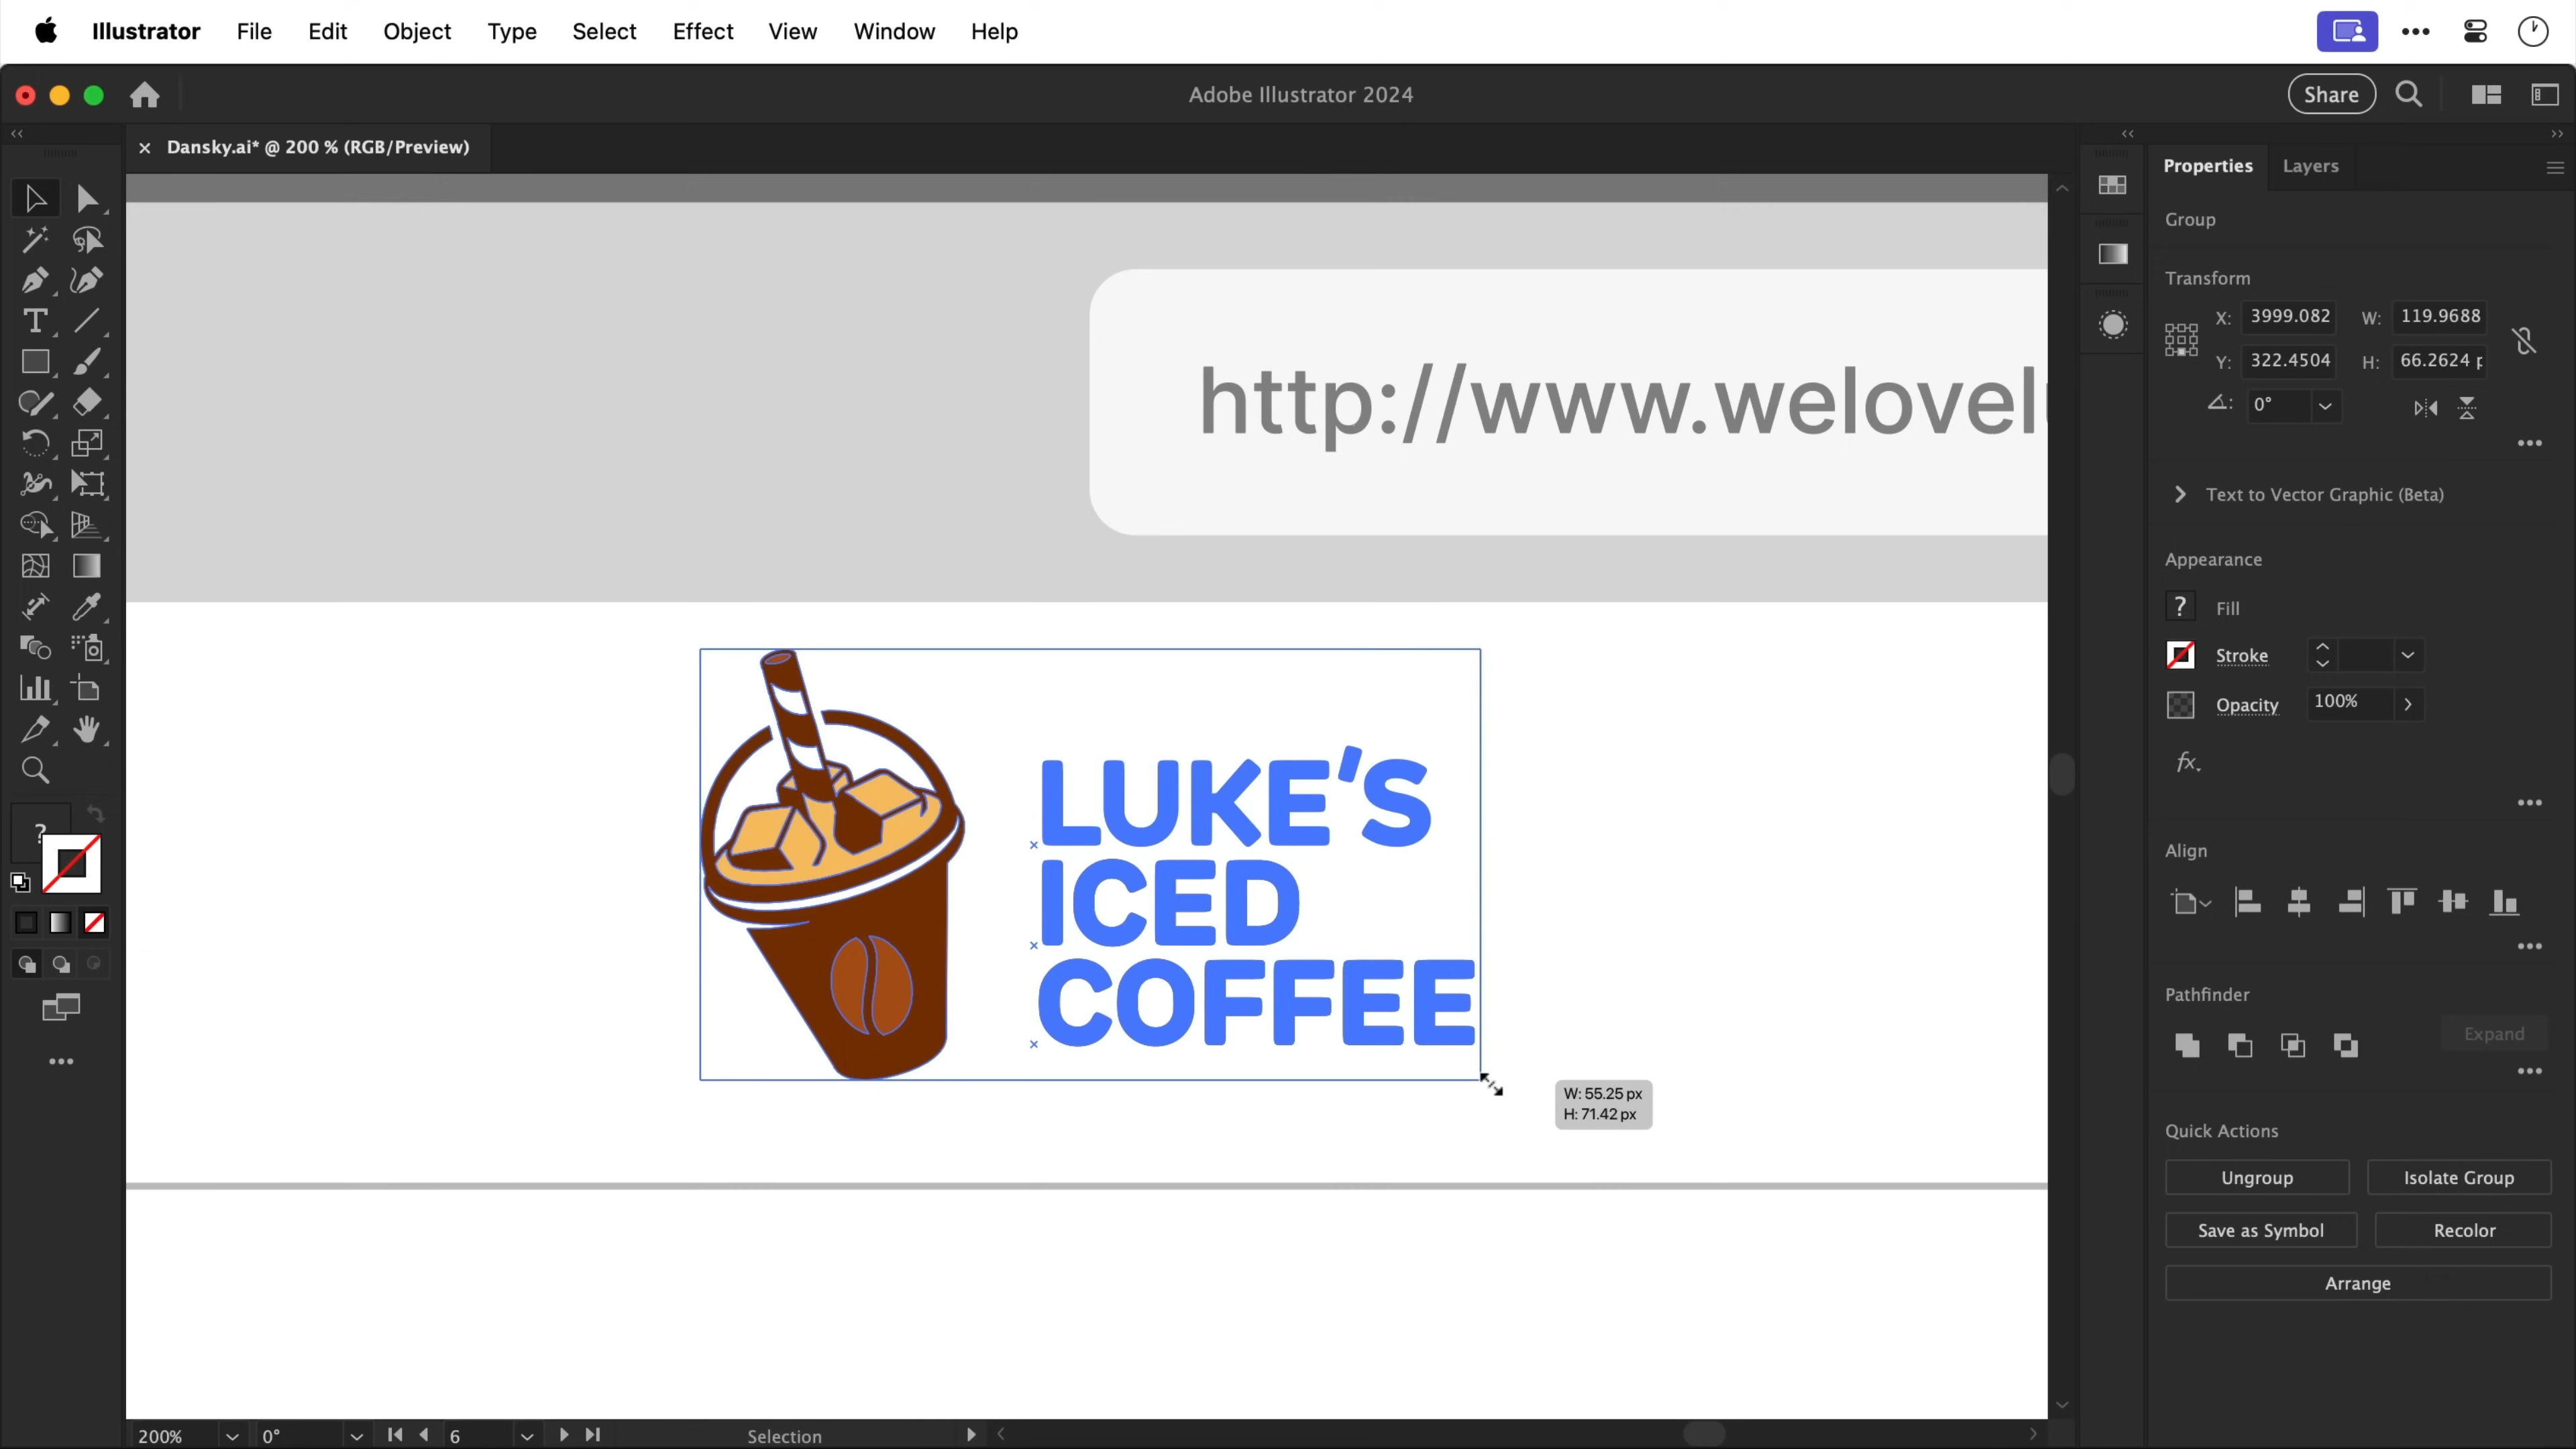 Illustrator File Edit Object Type Select Effect View Window Help
Adobe Illustrator 2024
Share
Dansky.ai* @ 200 % (RGB/Preview)
Properties Layers
Group
Transform
X: 3999.082 W: 119.9688
Y: 322.4504 H: 66.2624 p
0°
Text to Vector Graphic (Beta)
Appearance
? Fill
Stroke
Opacity 100%
fx
Align
Pathfinder
Expand
Quick Actions
Ungroup Isolate Group
Save as Symbol Recolor
Arrange
?
http://www.welovel
LUKE'S
ICED
COFFEE
W: 55.25 px
H: 71.42 px
200% 0° 6 Selection